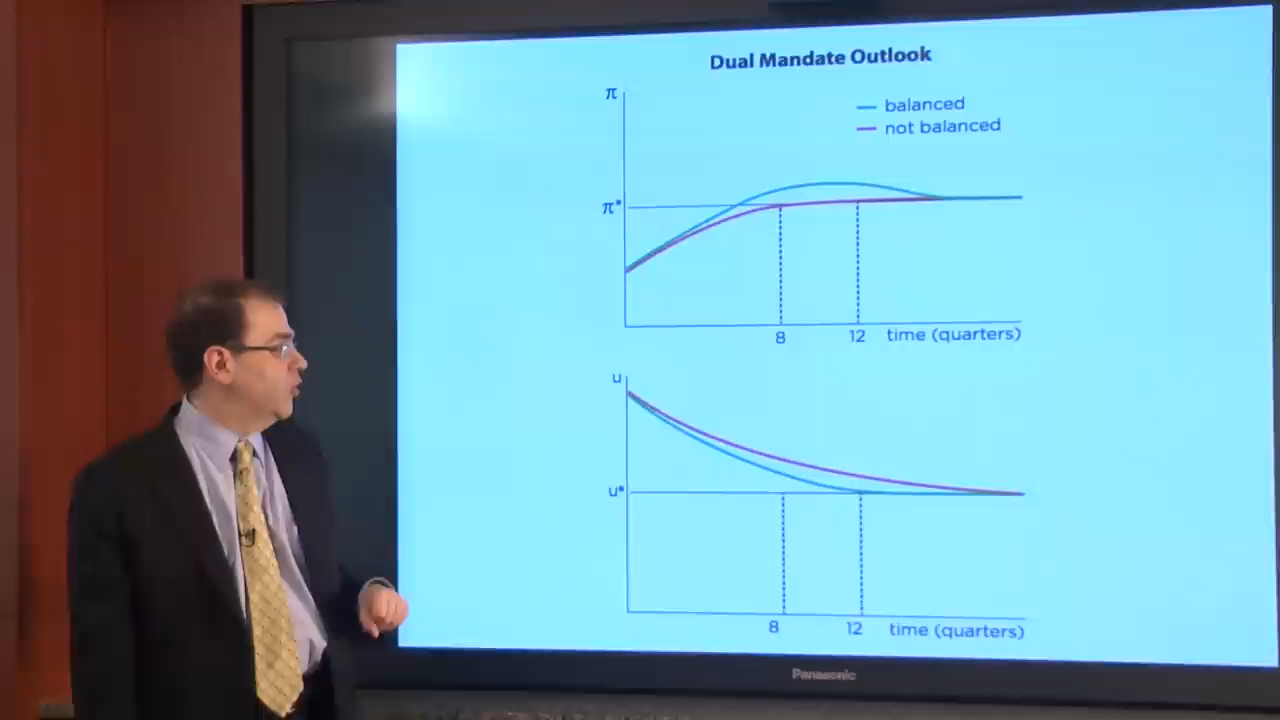 Dual Mandate Outlook
π
balanced
not balanced
π*
8
12
time (quarters)
u
u*
8
12
time (quarters)
Panasonic